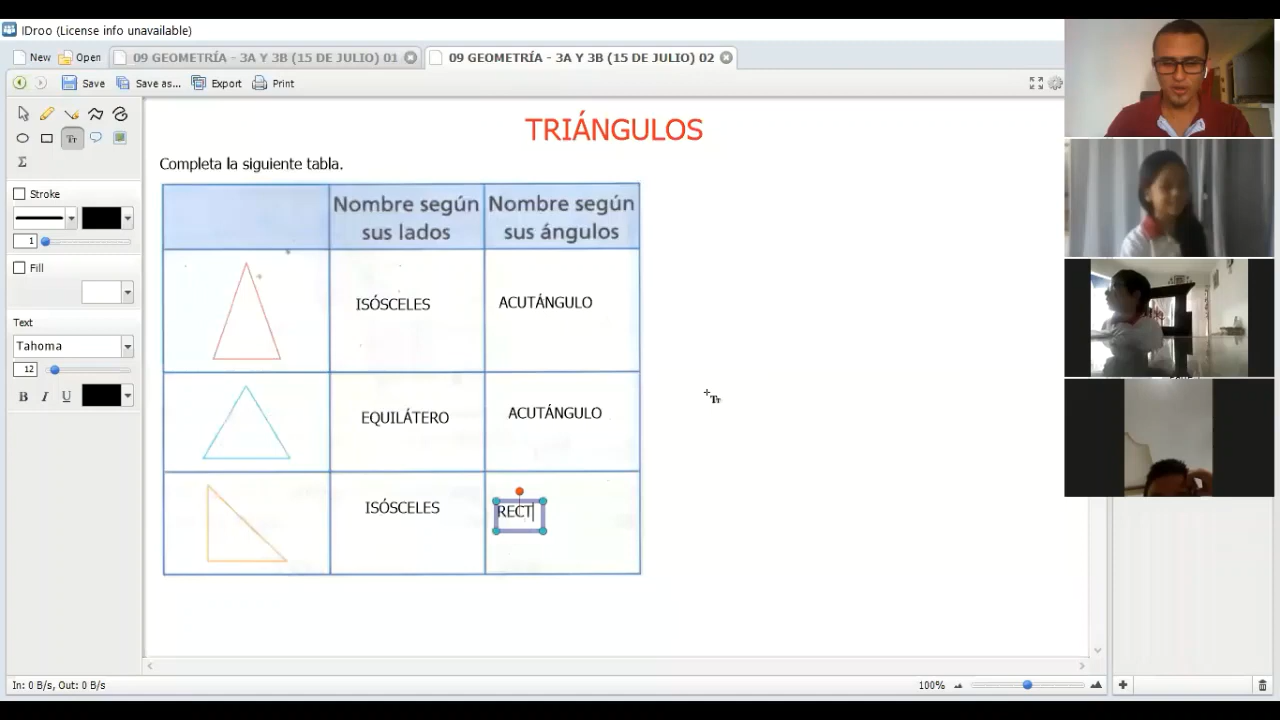 IDroo (License info unavailable)
New Open 09 GEOMETRÍA - 3A Y 3B (15 DE JULIO) 01 09 GEOMETRÍA - 3A Y 3B (15 DE JULIO) 02
Save Save as... Export Print
TRIÁNGULOS
Completa la siguiente tabla.
Nombre según sus lados
Nombre según sus ángulos
ISÓSCELES ACUTÁNGULO
EQUILÁTERO ACUTÁNGULO
ISÓSCELES RECT
Tт
Σ
Stroke
1
Fill
Text
Tahoma
12
B I U
Tт
In: 0 B/s, Out: 0 B/s
100%